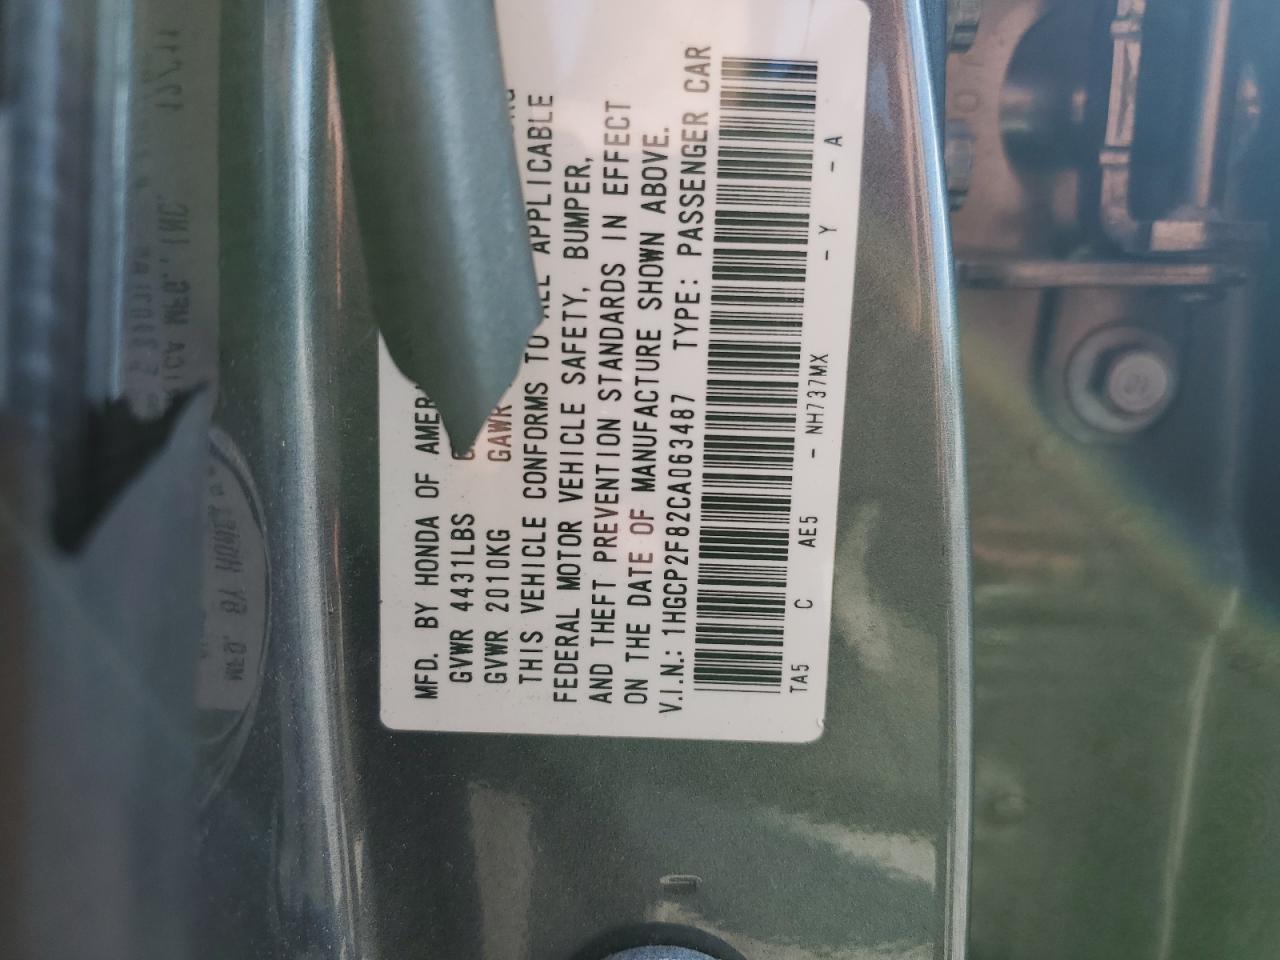 MFD. BY HONDA OF
GVWR 4431LBS
GVWR 2010KG GAWR
THIS VEHICLE CONFORMS TO ALL APPLICABLE
FEDERAL MOTOR VEHICLE SAFETY, BUMPER,
AND THEFT PREVENTION STANDARDS IN EFFECT
ON THE DATE OF MANUFACTURE SHOWN ABOVE.
V.I.N.: 1HGCP2F82CA063487 TYPE: PASSENGER CAR
TA5 C AE5 - NH737MX - Y - A